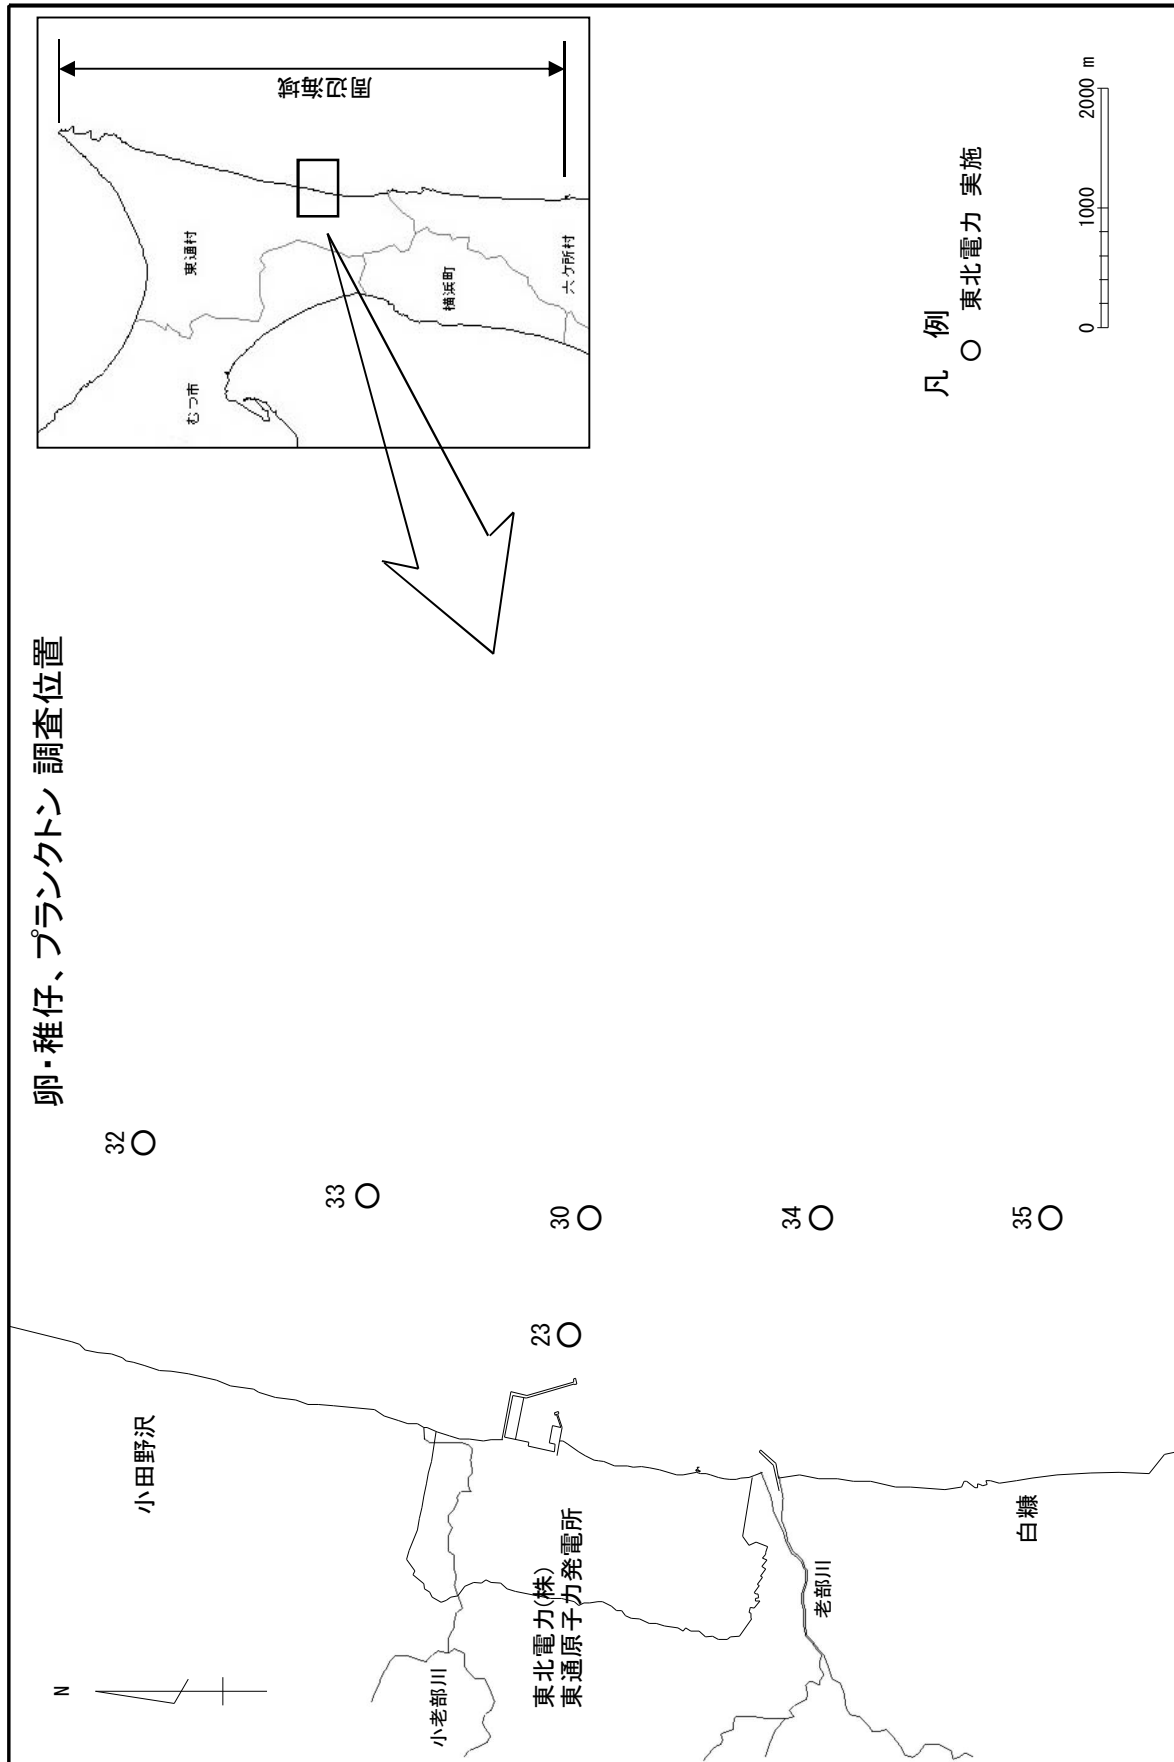 卵・稚仔、プランクトン 調査位置
N
小田野沢
小老部川
東北電力(株)
東通原子力発電所
老部川
白糠
32
33
30
23
34
35
周辺海域
東通村
むつ市
横浜町
六ケ所村
凡 例
○ 東北電力 実施
0 1000 2000 m